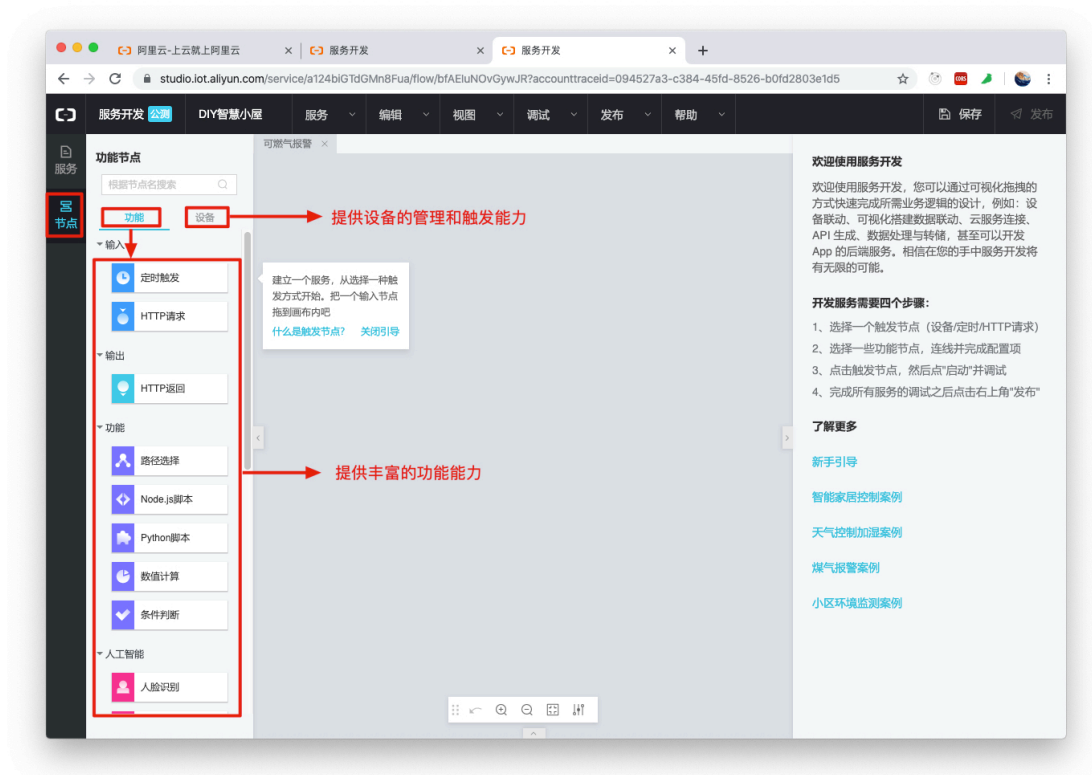 阿里云-上云就上阿里云
服务开发
服务开发
studio.iot.aliyun.com/service/a124biGTdGMn8Fua/flow/bfAEluNOvGywJR?accounttraceid=094527a3-c384-45fd-8526-b0fd2803e1d5
服务开发 公测 DIY智慧小屋 服务 编辑 视图 调试 发布 帮助 保存 发布
服务
节点
功能节点
根据节点名搜索
功能 设备
输入
定时触发
HTTP请求
输出
HTTP返回
功能
路径选择
Node.js脚本
Python脚本
数值计算
条件判断
人工智能
人脸识别
可燃气报警
提供设备的管理和触发能力
建立一个服务，从选择一种触
发方式开始。把一个输入节点
拖到画布内吧
什么是触发节点? 关闭引导
提供丰富的功能能力
欢迎使用服务开发
欢迎使用服务开发，您可以通过可视化拖拽的
方式快速完成所需业务逻辑的设计，例如：设
备联动、可视化搭建数据联动、云服务连接、
API 生成、数据处理与转储，甚至可以开发
App 的后端服务。相信在您的手中服务开发将
有无限的可能。
开发服务需要四个步骤：
1、选择一个触发节点（设备/定时/HTTP请求）
2、选择一些功能节点，连线并完成配置项
3、点击触发节点，然后点"启动"并调试
4、完成所有服务的调试之后点击右上角"发布"
了解更多
新手引导
智能家居控制案例
天气控制加湿案例
煤气报警案例
小区环境监测案例